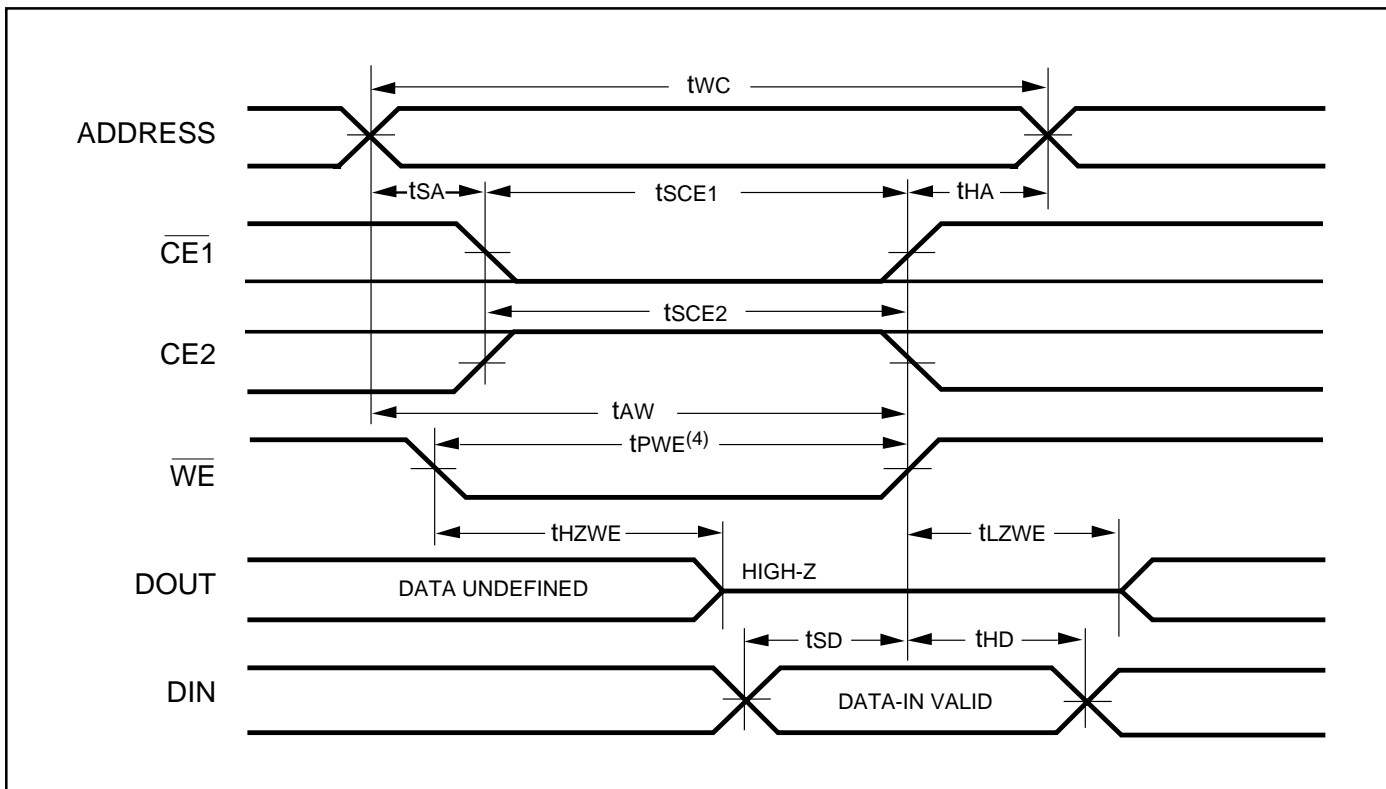 tWC
ADDRESS
tSA
tSCE1
tHA
CE1
tSCE2
CE2
tAW
tPWE(4)
WE
tHZWE
tLZWE
DOUT
DATA UNDEFINED
HIGH-Z
tSD
tHD
DIN
DATA-IN VALID